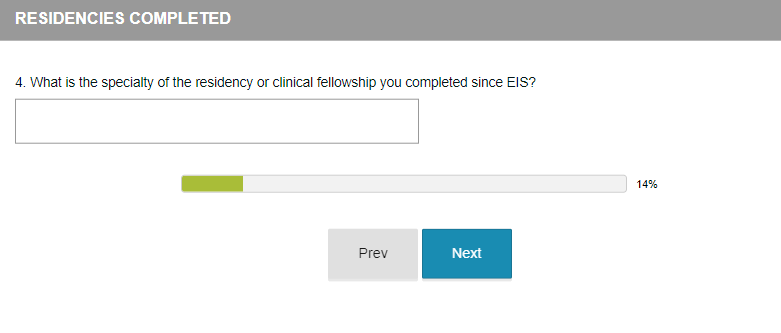 RESIDENCIES COMPLETED
4. What is the specialty of the residency or clinical fellowship you completed since EIS?
14%
Prev
Next